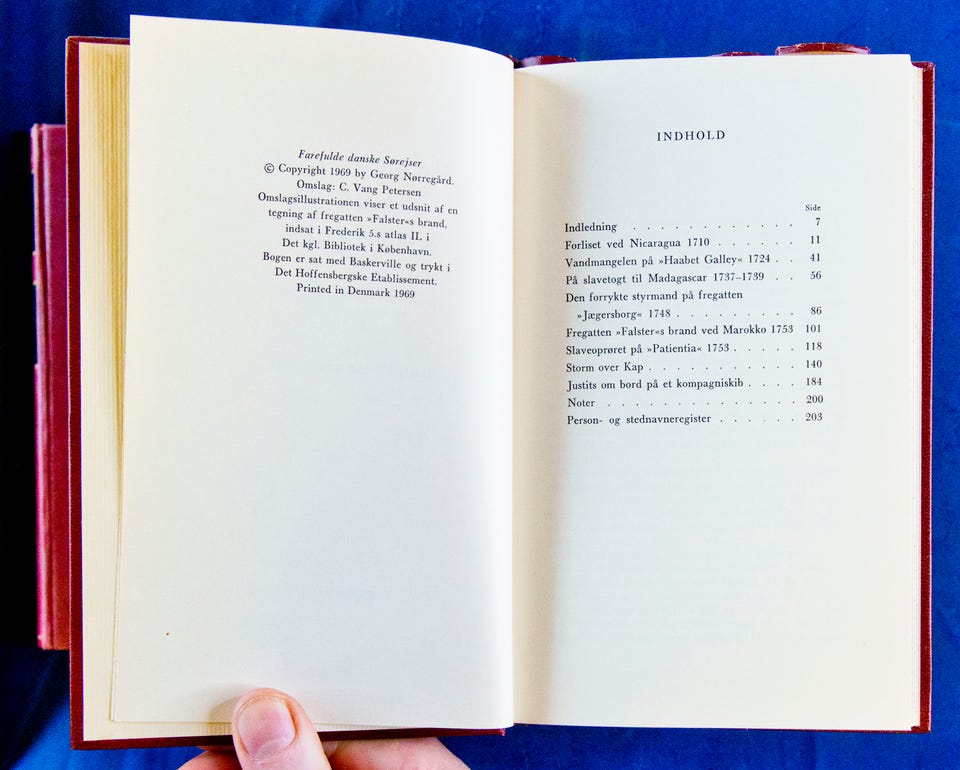 Farefulde danske Sørejser
© Copyright 1969 by Georg Nørregård.
Omslag: C. Vang Petersen
Omslagsillustrationen viser et udsnit af en
tegning af fregatten »Falster«s brand,
indsat i Frederik 5.s atlas IL i
Det kgl. Bibliotek i København.
Bogen er sat med Baskerville og trykt i
Det Hoffensbergske Etablissement.
Printed in Denmark 1969
INDHOLD
Side
Indledning . . . . . . . . . . . 7
Forliset ved Nicaragua 1710 . . . . . . 11
Vandmangelen på »Haabet Galley« 1724 . . 41
På slavetogt til Madagascar 1737–1739 . . 56
Den forrykte styrmand på fregatten
»Jægersborg« 1748 . . . . . . . . . 86
Fregatten »Falster«s brand ved Marokko 1753 101
Slaveoprøret på »Patientia« 1753 . . . . . 118
Storm over Kap . . . . . . . . . . . 140
Justits om bord på et kompagniskib . . . . 184
Noter . . . . . . . . . . . . . 200
Person- og stednavneregister . . . . . . 203